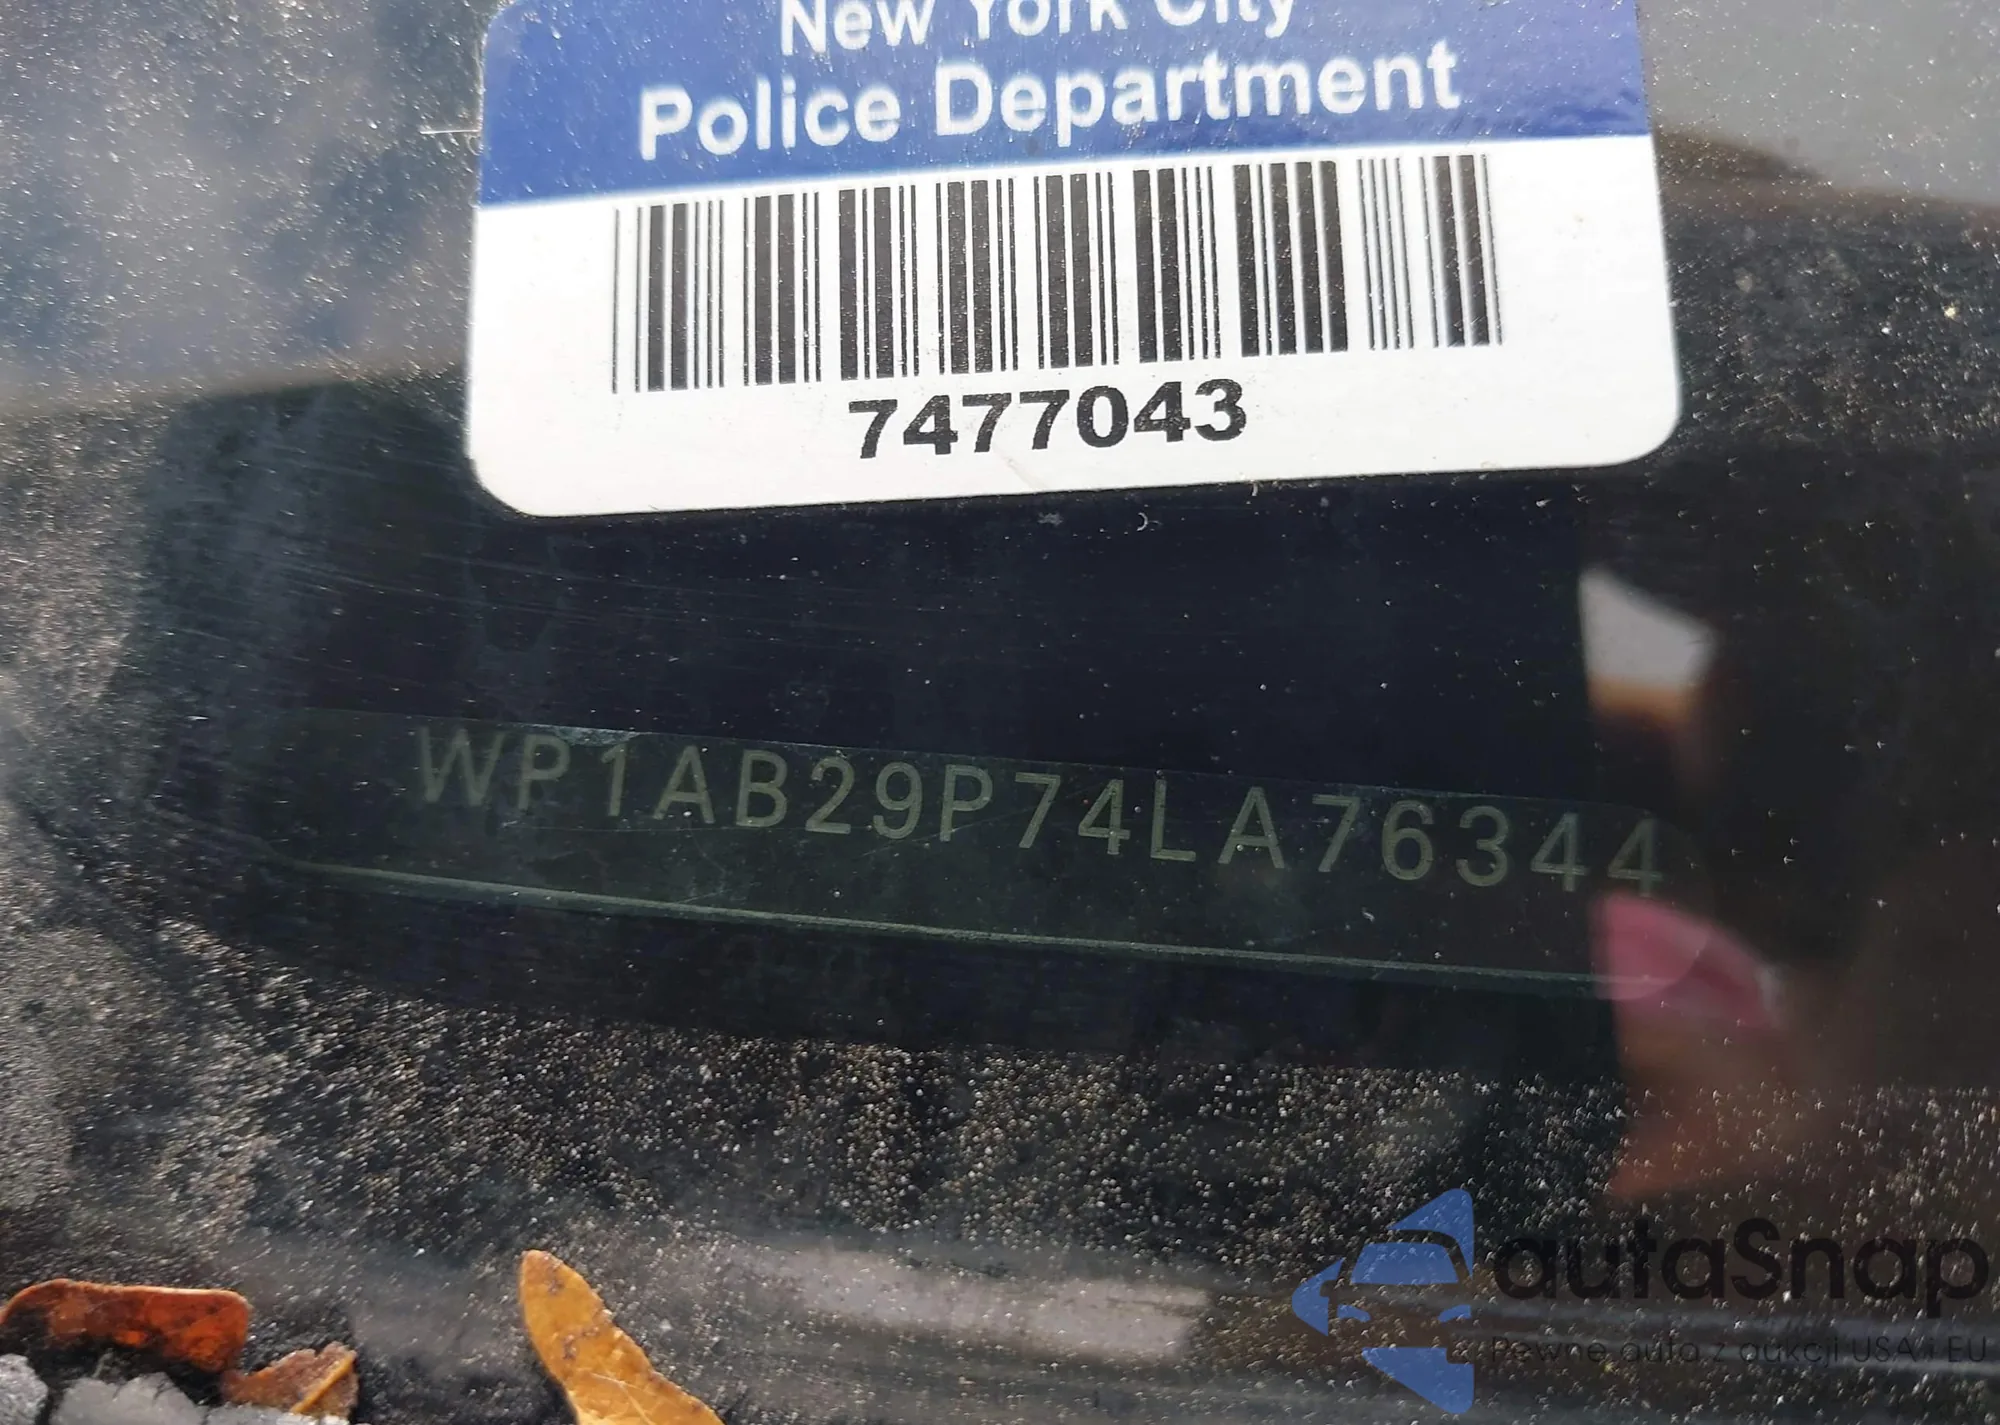 New York City
Police Department
7477043
WP1AB29P74LA76344
autaSnap
Pewne auta z aukcji USA i EU